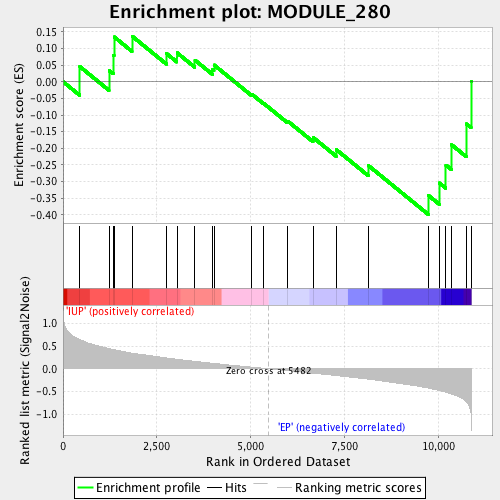 Enrichment plot: MODULE_280
Enrichment score (ES)
0.15
0.10
0.05
0.00
-0.05
-0.10
-0.15
-0.20
-0.25
-0.30
-0.35
-0.40
'IUP' (positively correlated)
Ranked list metric (Signal2Noise)
1.0
0.5
0.0
-0.5
-1.0
Zero cross at 5482
'EP' (negatively correlated)
0
2,500
5,000
7,500
10,000
Rank in Ordered Dataset
Enrichment profile
Hits
Ranking metric scores